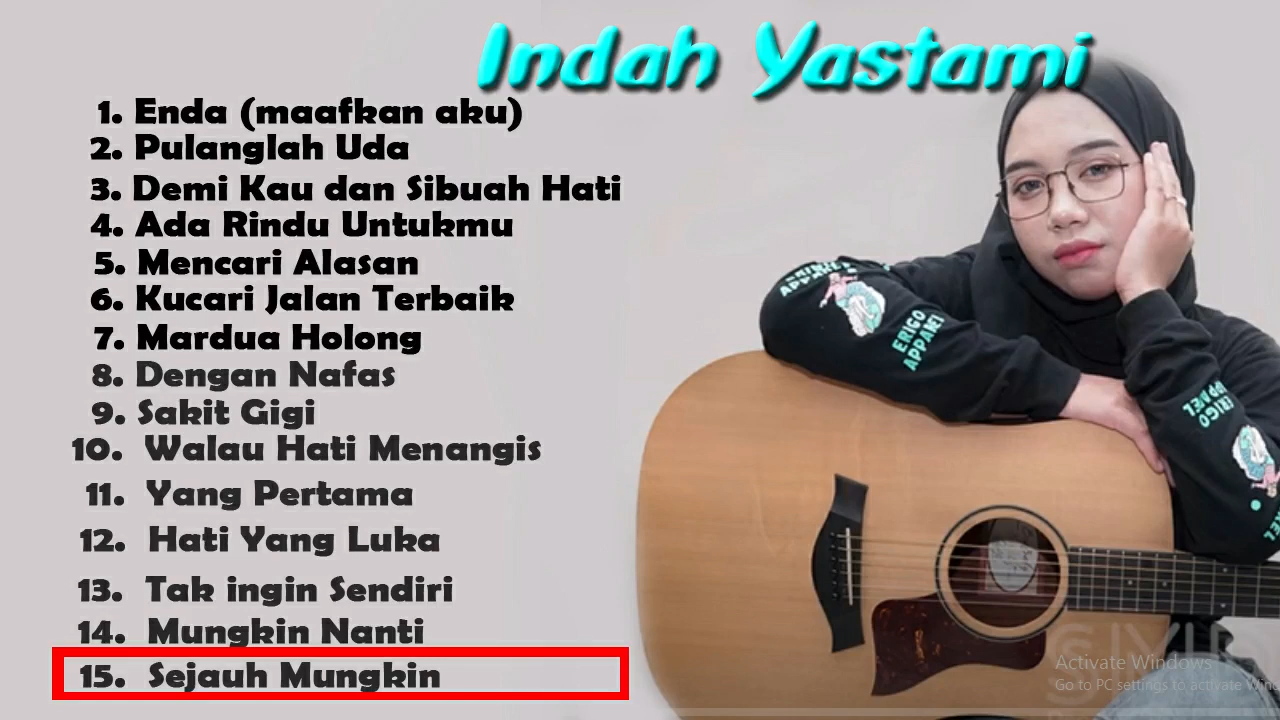 Indah Yastami
1. Enda (maafkan aku)
2. Pulanglah Uda
3. Demi Kau dan Sibuah Hati
4. Ada Rindu Untukmu
5. Mencari Alasan
6. Kucari Jalan Terbaik
7. Mardua Holong
8. Dengan Nafas
9. Sakit Gigi
10. Walau Hati Menangis
11. Yang Pertama
12. Hati Yang Luka
13. Tak ingin Sendiri
14. Mungkin Nanti
15. Sejauh Mungkin
ERIGO
APPAREL
ERIGO
Activate Windows
Go to PC settings to activate